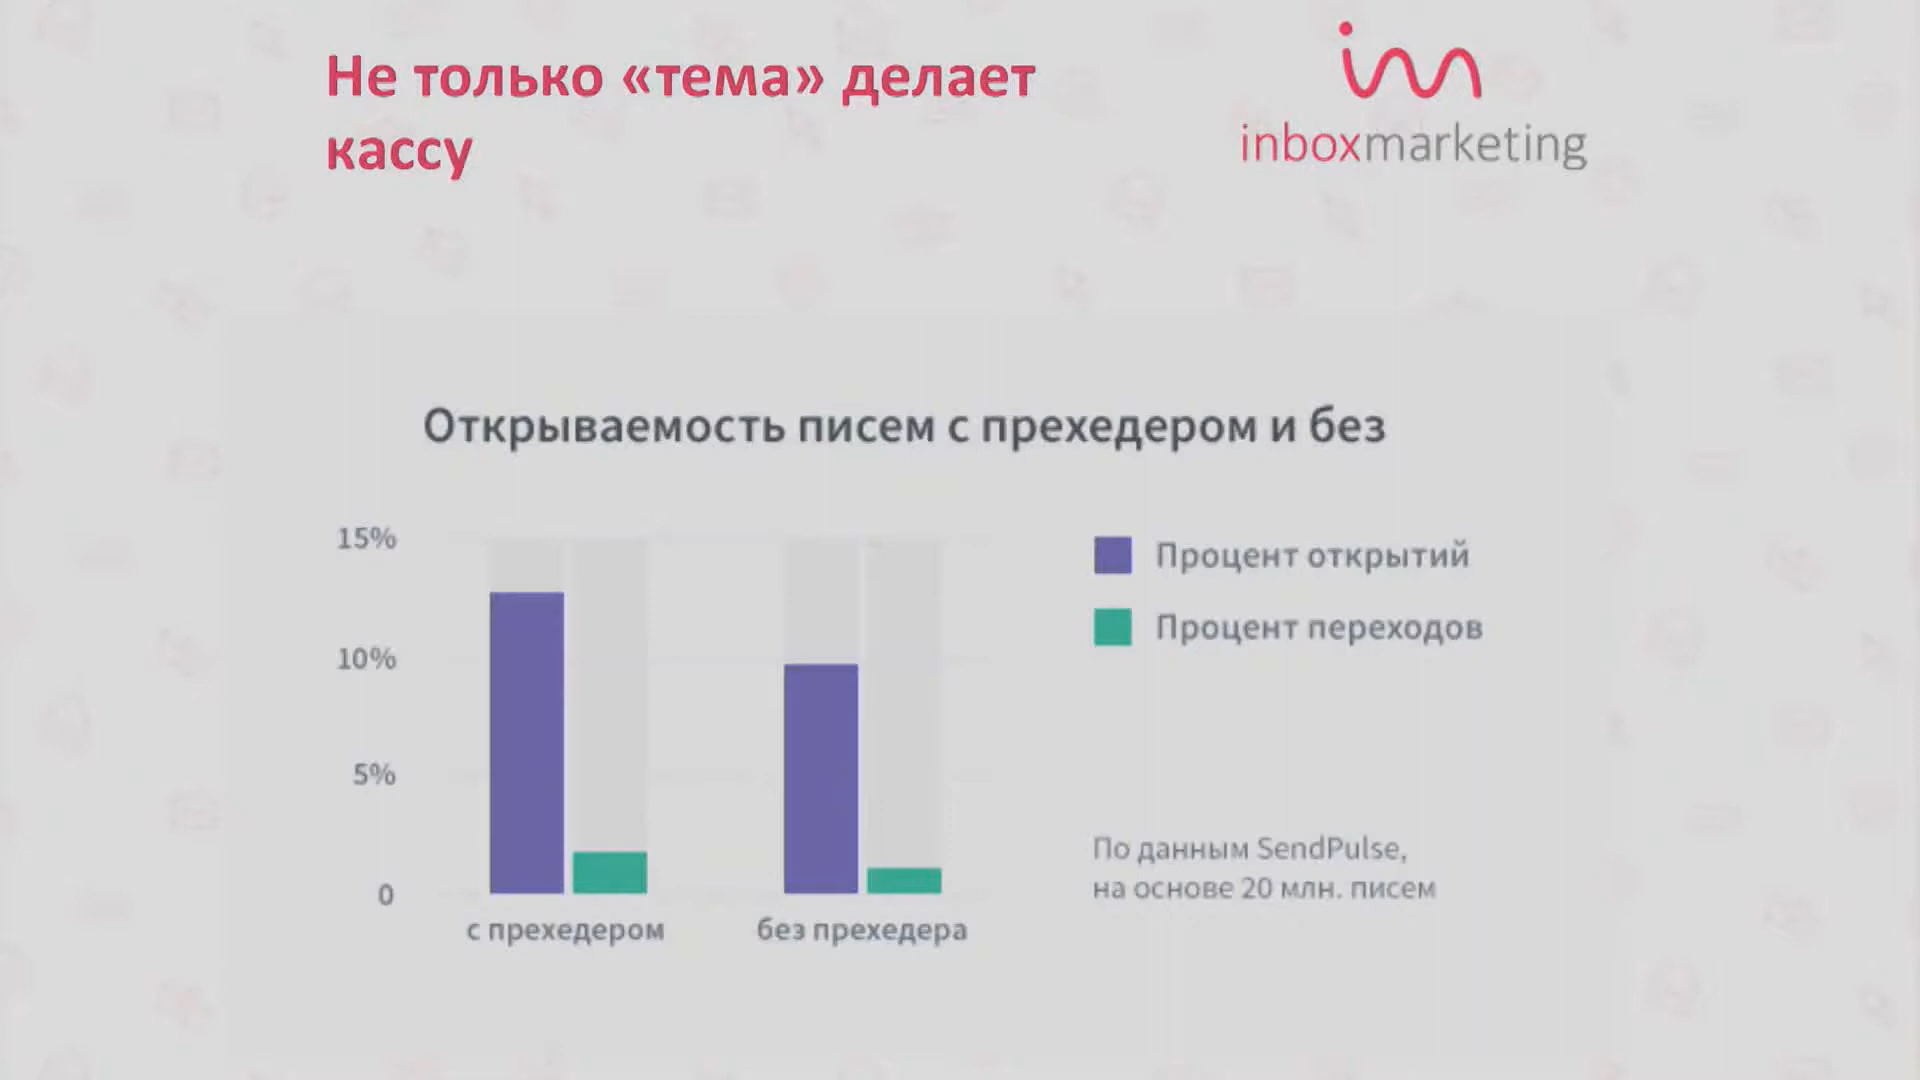 Не только «тема» делает
кассу
inboxmarketing
Открываемость писем с прехедером и без
15%
10%
5%
0
с прехедером
без прехедера
Процент открытий
Процент переходов
По данным SendPulse,
на основе 20 млн. писем